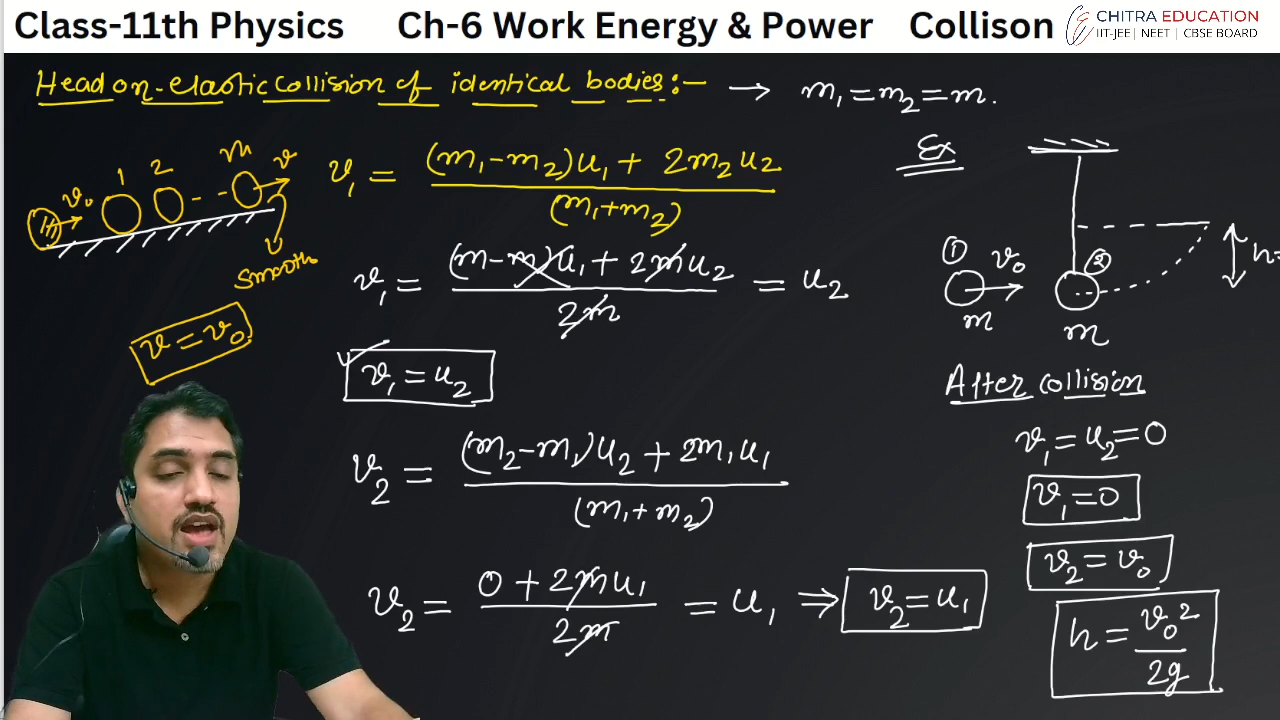 Class-11th Physics Ch-6 Work Energy & Power Collison
CHITRA EDUCATION
IIT-JEE | NEET | CBSE BOARD
Head on-elastic collision of identical bodies:- → m₁=m₂=m.
v₀ 1 2 -- m v
smooth
v=v₀
v₁ = (m₁-m₂)u₁ + 2m₂u₂ / (m₁+m₂)
v₁ = (m-m)u₁ + 2mu₂ / 2m = u₂
v₁ = u₂
v₂ = (m₂-m₁)u₂ + 2m₁u₁ / (m₁+m₂)
v₂ = 0 + 2mu₁ / 2m = u₁ ⇒ v₂=u₁
Ex
① v₀ ②
m m
h=
After collision
v₁=u₂=0
v₁=0
v₂=v₀
h = v₀² / 2g